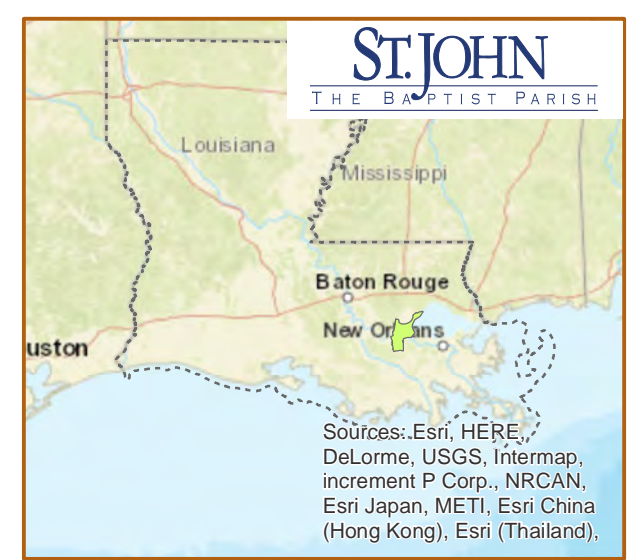 ST. JOHN
THE BAPTIST PARISH
Louisiana
Mississippi
Baton Rouge
New Orleans
uston
Sources: Esri, HERE,
DeLorme, USGS, Intermap,
increment P Corp., NRCAN,
Esri Japan, METI, Esri China
(Hong Kong), Esri (Thailand),